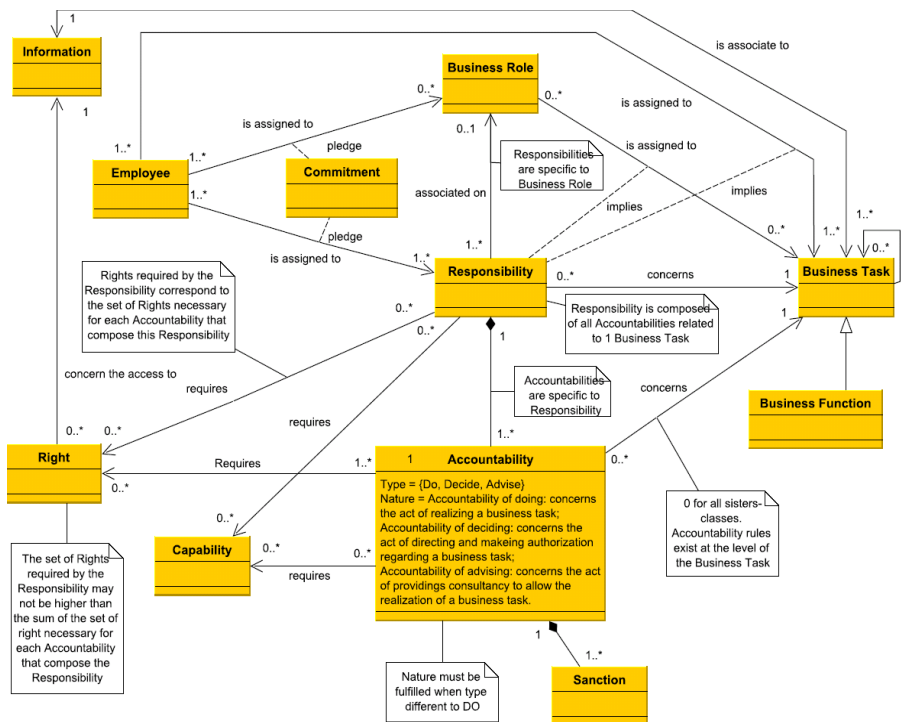 1
Information
is associate to
Business Role
0..*
0..*
is assigned to
1
0..1
is assigned to
pledge
is assigned to
1..*
1..*
Employee
Commitment
Responsibilities
are specific to
Business Role
1..*
associated on
implies
implies
pledge
1..*
1..*
1..*
is assigned to
1..*
0..*
0..*
Rights required by the
Responsibility correspond to
the set of Rights necessary
for each Accountability that
compose this Responsibility
Responsibility
0..*
concerns
1
Business Task
0..*
0..*
1
Responsibility is composed
of all Accountabilities related
to 1 Business Task
1
concern the access to
requires
Accountabilities
are specific to
Responsibility
concerns
Business Function
requires
0..*
0..*
1..*
Right
Requires
1..*
1
Accountability
0..*
0..*
Type = {Do, Decide, Advise}
Nature = Accountability of doing: concerns
the act of realizing a business task;
Accountability of deciding: concerns the
act of directing and makeing authorization
regarding a business task;
Accountability of advising: concerns the act
of providings consultancy to allow the
realization of a business task.
0 for all sisters-
classes.
Accountability rules
exist at the level of
the Business Task
0..*
Capability
0..*
0..*
requires
The set of Rights
required by the
Responsibility may
not be higher than
the sum of the set of
right necessary for
each Accountability
that compose the
Responsibility
1
1..*
Nature must be
fulfilled when type
different to DO
Sanction